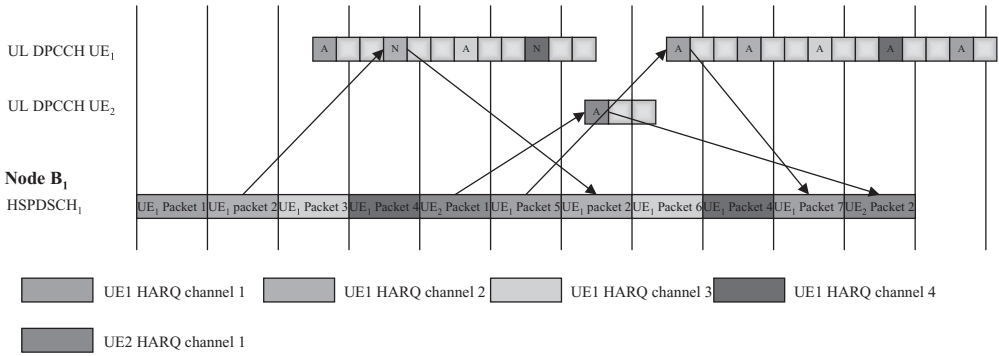 UL DPCCH UE₁ A N A N A A A A A
UL DPCCH UE₂ A
Node B₁
HSPDSCH₁ UE₁ Packet 1 UE₁ packet 2 UE₁ Packet 3 UE₁ Packet 4 UE₂ Packet 1 UE₁ Packet 5 UE₁ packet 2 UE₁ Packet 6 UE₁ Packet 4 UE₁ Packet 7 UE₂ Packet 2
UE1 HARQ channel 1 UE1 HARQ channel 2 UE1 HARQ channel 3 UE1 HARQ channel 4
UE2 HARQ channel 1